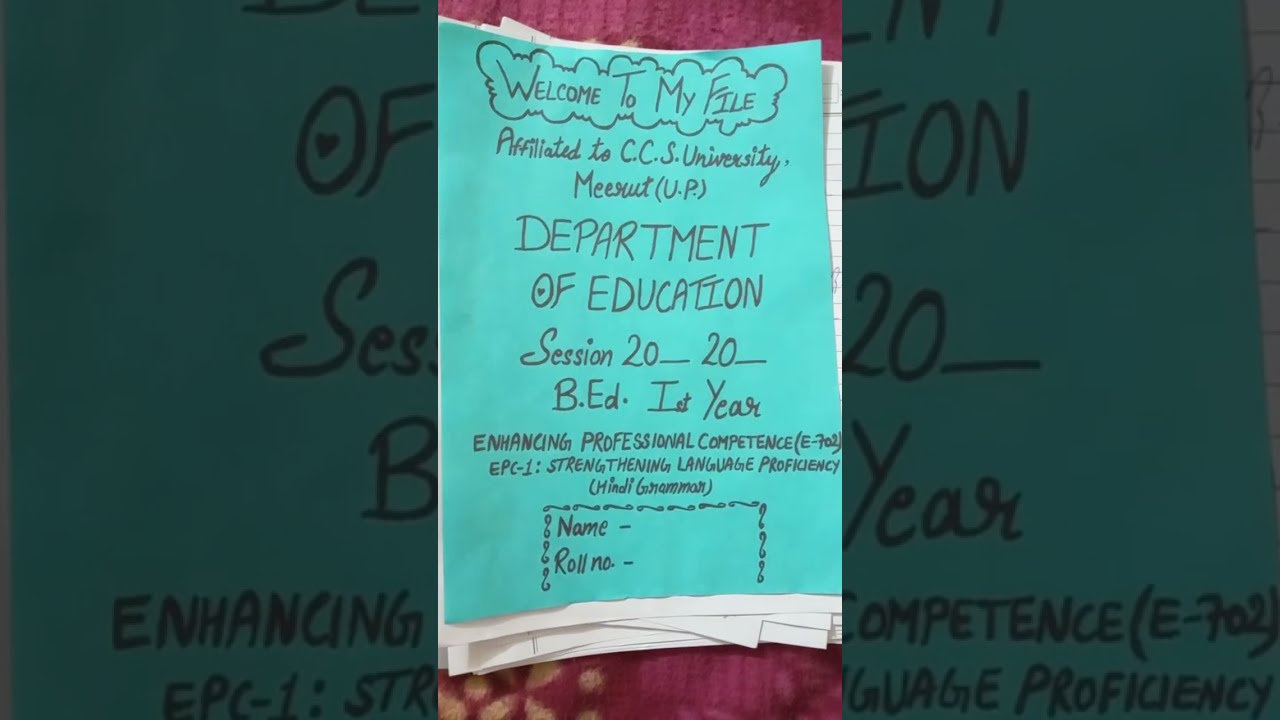 WELCOME TO MY FILE
Affiliated to C.C.S. University,
Meerut (U.P.)
DEPARTMENT
OF EDUCATION
Session 20__ 20__
B.Ed. Ist Year
ENHANCING PROFESSIONAL COMPETENCE (E-702)
EPC-1: STRENGTHENING LANGUAGE PROFICIENCY
(Hindi Grammar)
Name -
Roll no. -